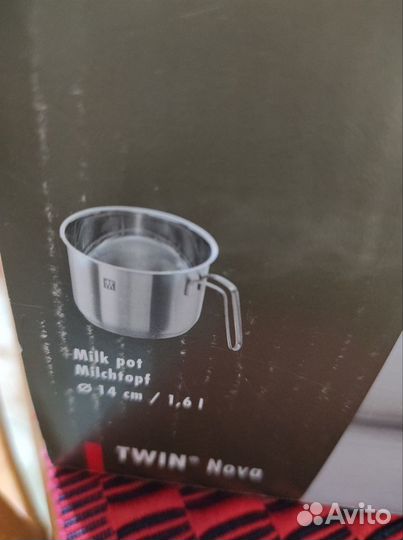 Milk pot
Milchtopf
Ø 14 cm / 1,6 l
TWIN® Nova
Avito